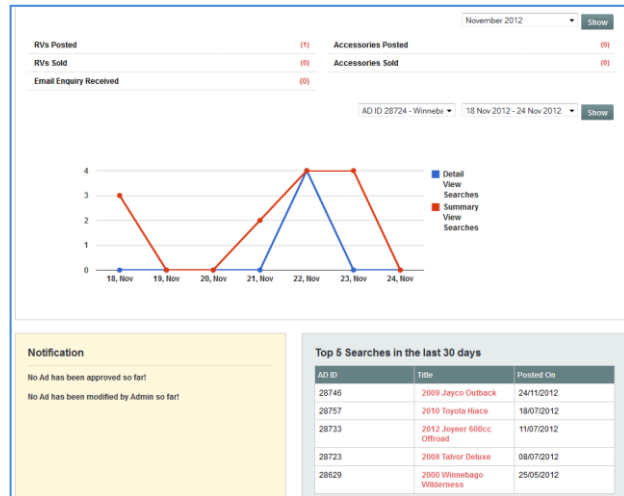 November 2012
Show
RVs Posted (1) Accessories Posted (0)
RVs Sold (0) Accessories Sold (0)
Email Enquiry Received (0)
AD ID 28724 - Winneba 18 Nov 2012 - 24 Nov 2012 Show
4
3
2
1
0
18, Nov 19, Nov 20, Nov 21, Nov 22, Nov 23, Nov 24, Nov
Detail
View
Searches
Summary
View
Searches
Notification
No Ad has been approved so far!
No Ad has been modified by Admin so far!
Top 5 Searches in the last 30 days
AD ID Title Posted On
28746 2009 Jayco Outback 24/11/2012
28757 2010 Toyota Hiace 18/07/2012
28733 2012 Joyner 600cc 11/07/2012
Offroad
28723 2008 Talvor Deluxe 08/07/2012
28629 2000 Winnebago 25/05/2012
Wilderness